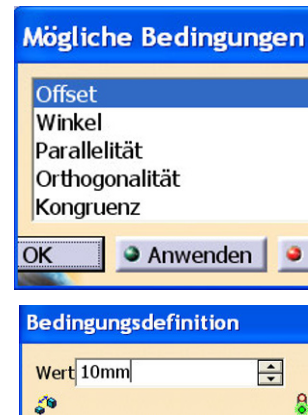 Mögliche Bedingungen
Offset
Winkel
Parallelität
Orthogonalität
Kongruenz
OK Anwenden
Bedingungsdefinition
Wert 10mm